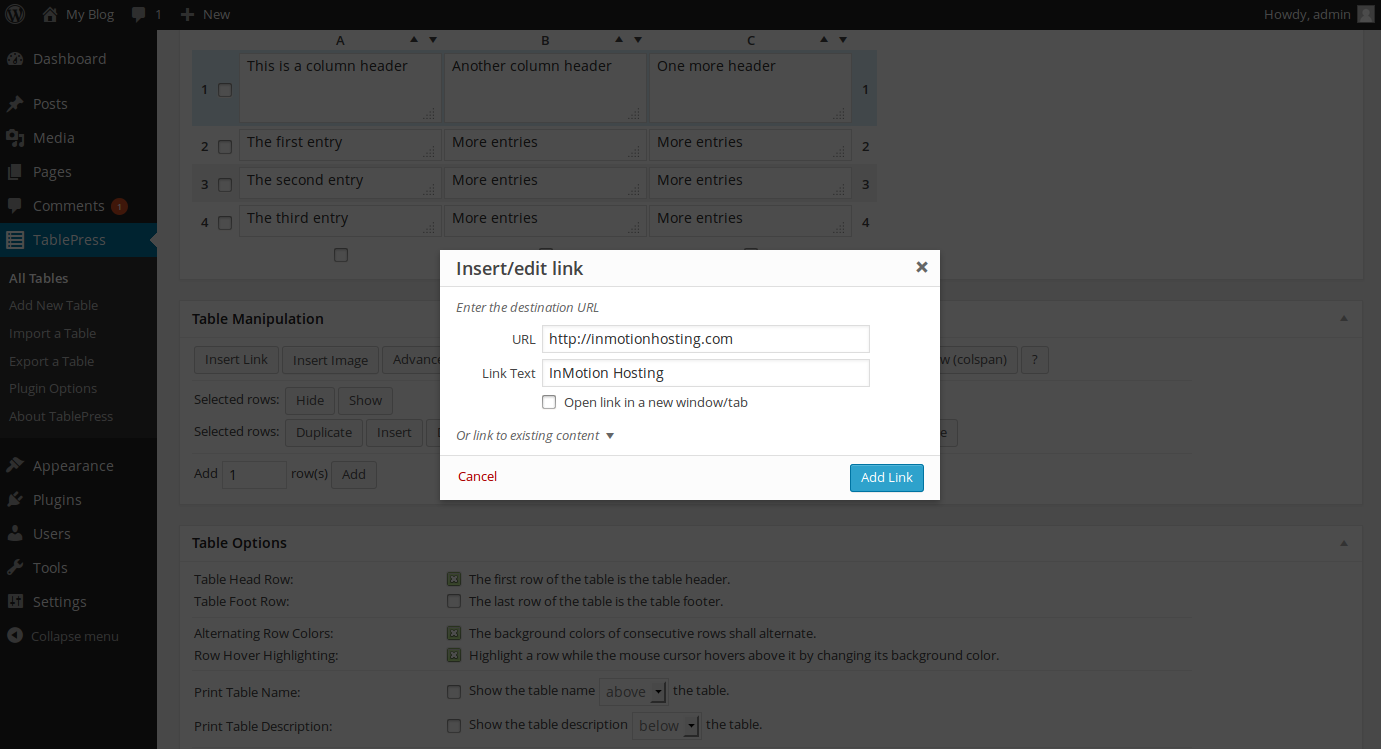 My Blog 1 New Howdy, admin
Dashboard
Posts
Media
Pages
Comments 1
TablePress
All Tables
Add New Table
Import a Table
Export a Table
Plugin Options
About TablePress
Appearance
Plugins
Users
Tools
Settings
Collapse menu
A B C
1 This is a column header Another column header One more header 1
2 The first entry More entries More entries 2
3 The second entry More entries More entries 3
4 The third entry More entries More entries 4
Insert/edit link
Enter the destination URL
URL http://inmotionhosting.com
Link Text InMotion Hosting
Open link in a new window/tab
Or link to existing content
Cancel Add Link
Table Manipulation
Insert Link Insert Image Advanc (colspan) ?
Selected rows: Hide Show
Selected rows: Duplicate Insert
Add 1 row(s) Add
Table Options
Table Head Row: The first row of the table is the table header.
Table Foot Row: The last row of the table is the table footer.
Alternating Row Colors: The background colors of consecutive rows shall alternate.
Row Hover Highlighting: Highlight a row while the mouse cursor hovers above it by changing its background color.
Print Table Name: Show the table name above the table.
Print Table Description: Show the table description below the table.